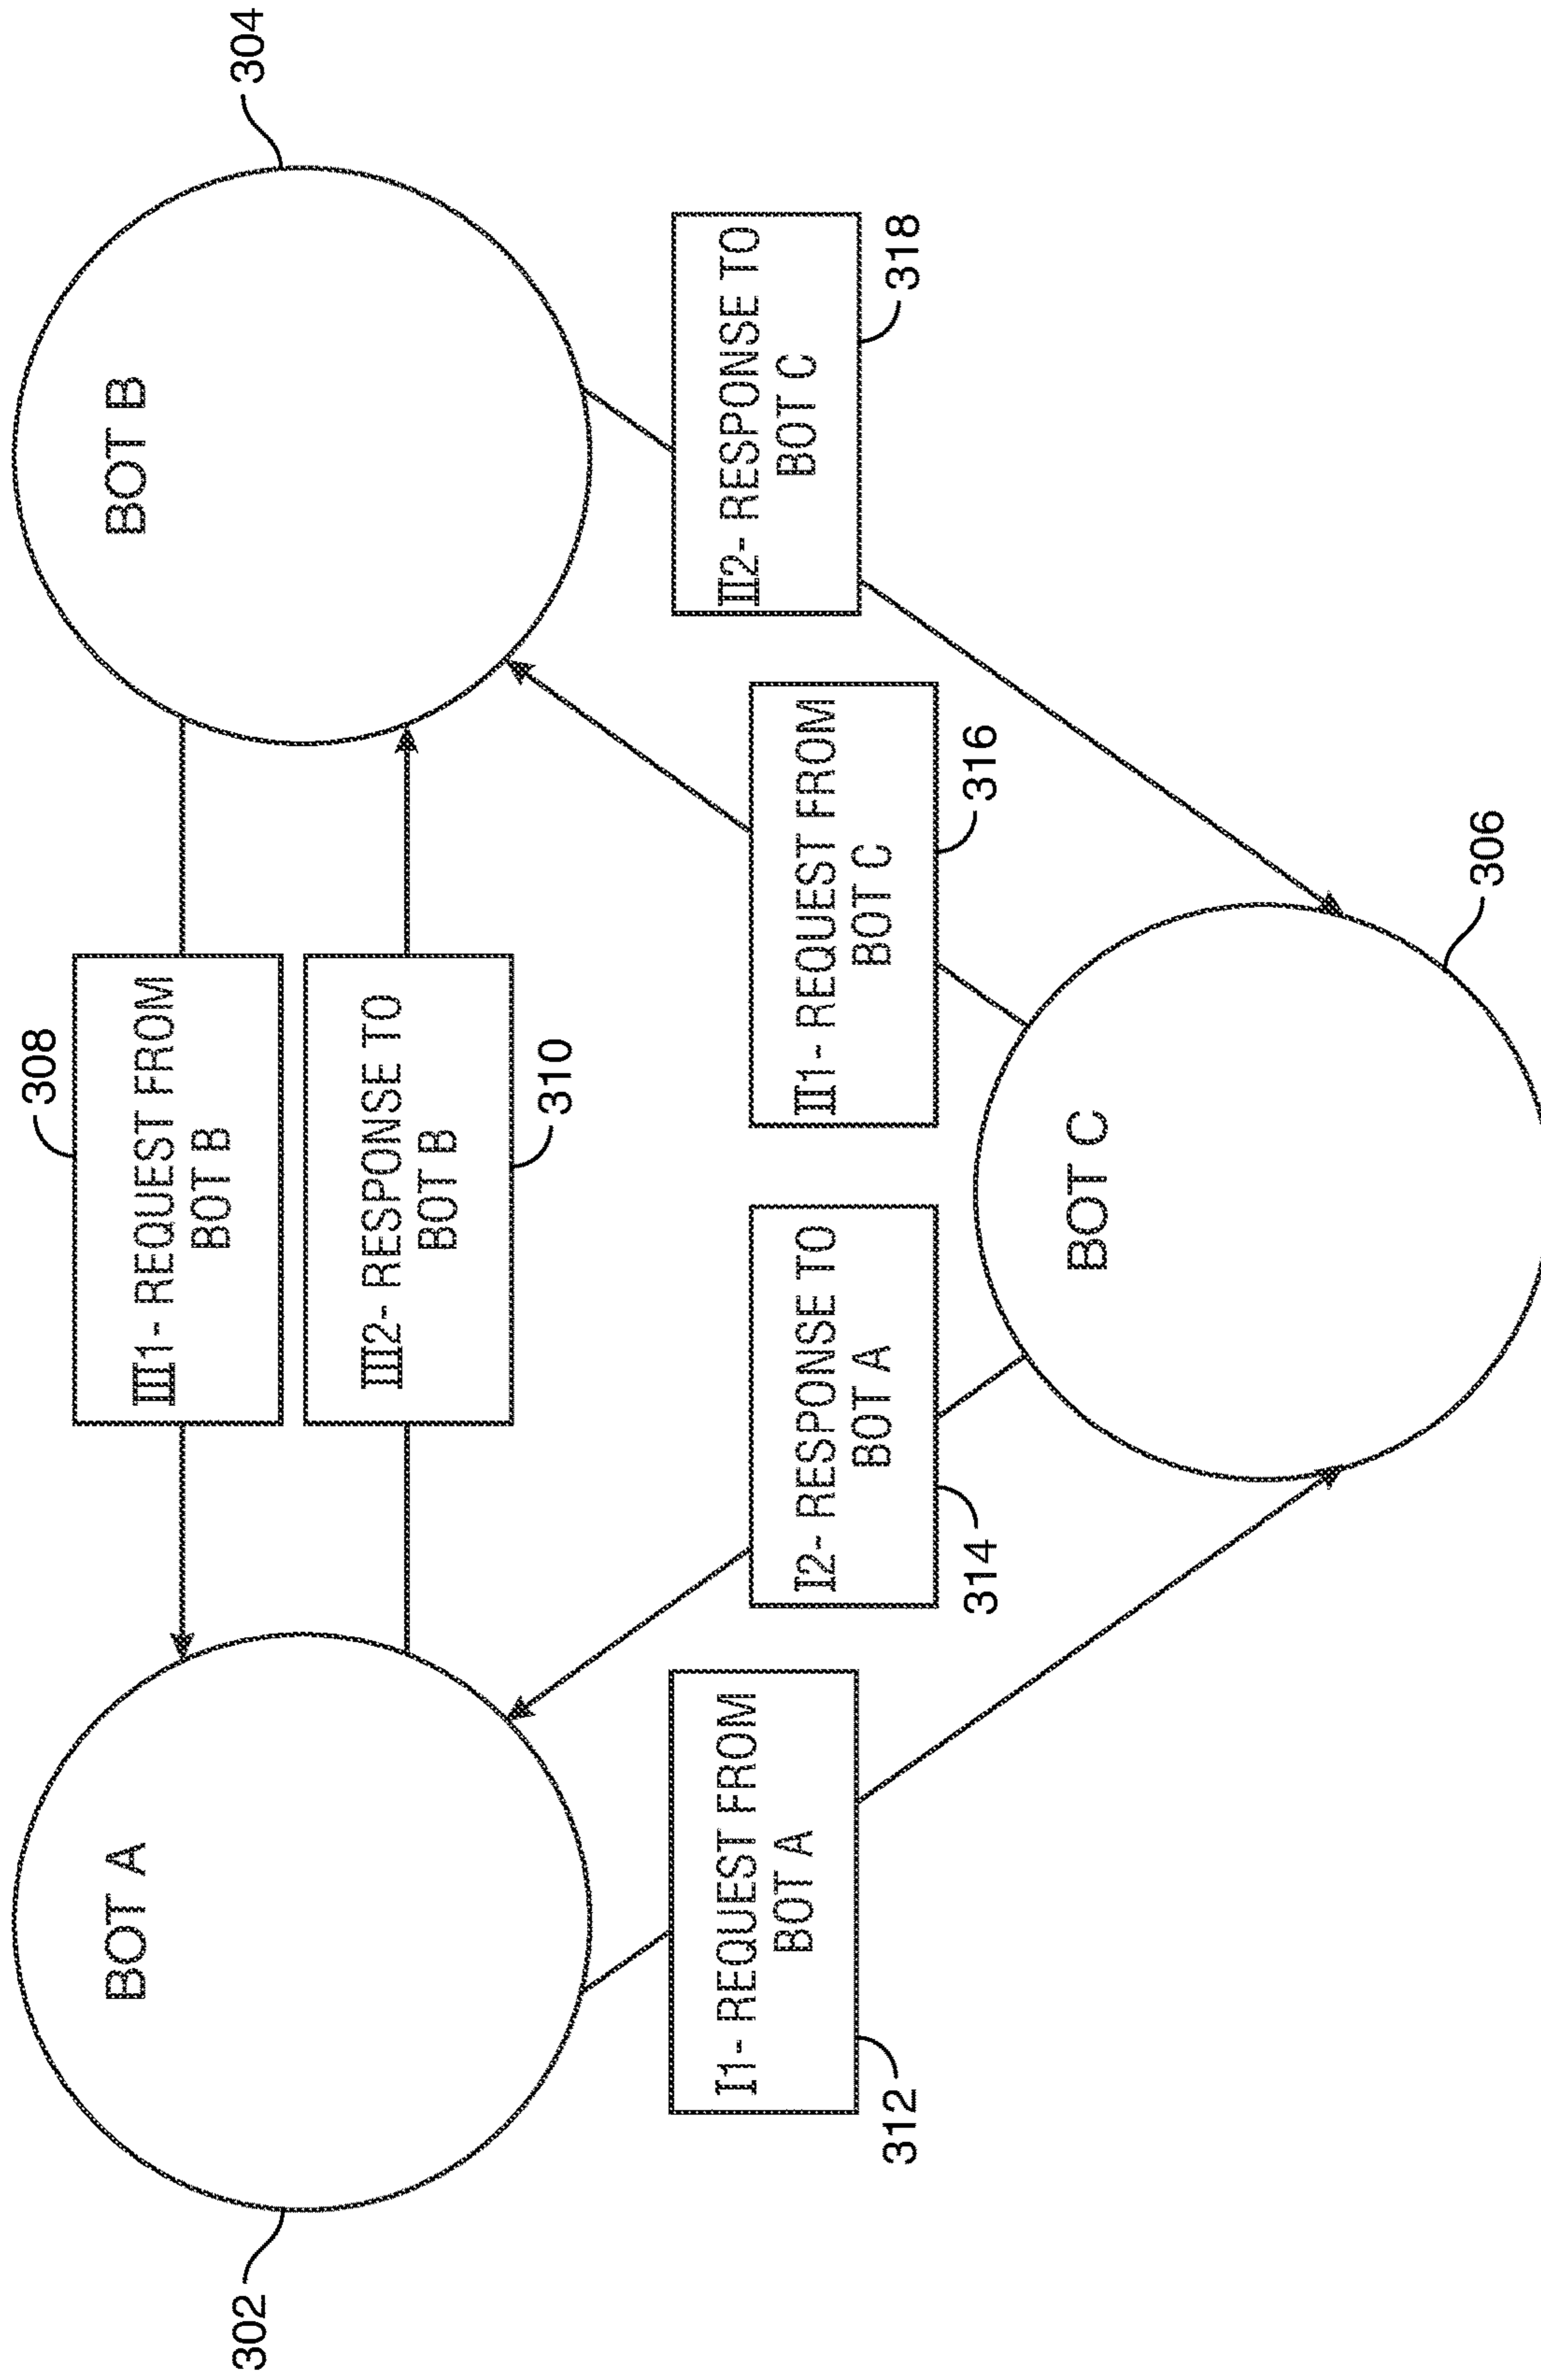 308
BOT A
III1- REQUEST FROM
BOT B
BOT B
III2- RESPONSE TO
BOT B
302
310
304
I1- REQUEST FROM
BOT A
I2- RESPONSE TO
BOT A
II1- REQUEST FROM
BOT C
II2- RESPONSE TO
BOT C
312
314
316
318
BOT C
306